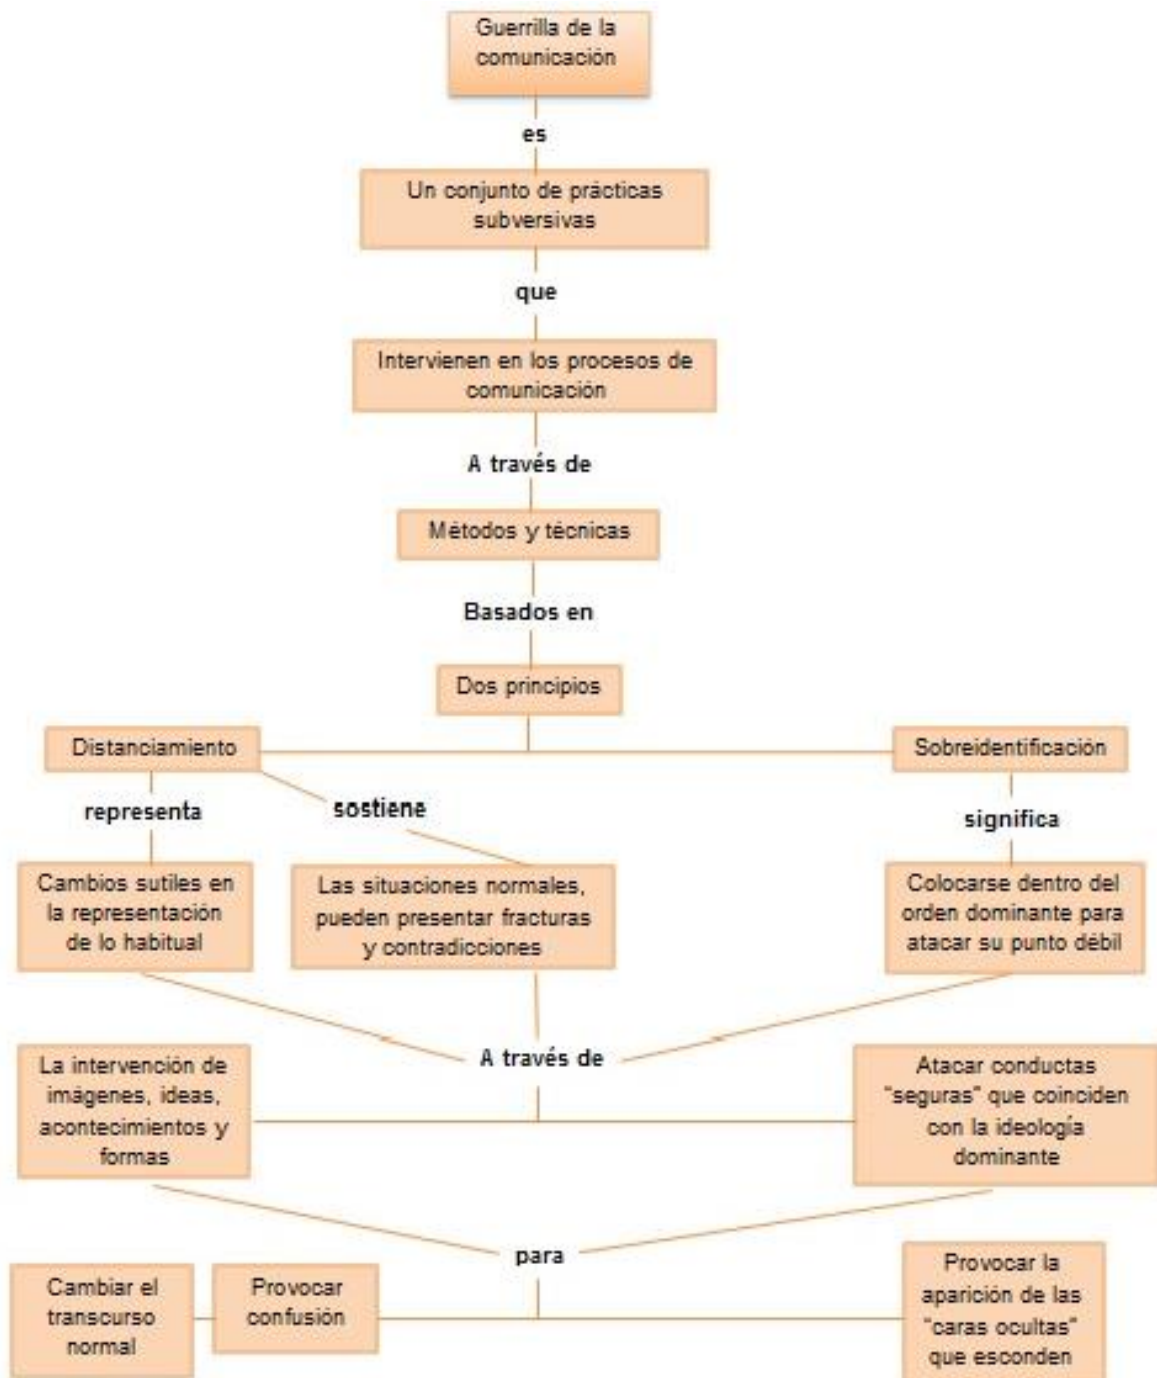 Guerrilla de la
comunicación
es
Un conjunto de prácticas
subversivas
que
Intervienen en los procesos de
comunicación
A través de
Métodos y técnicas
Basados en
Dos principios
Distanciamiento
Sobreidentificación
representa
sostiene
significa
Cambios sutiles en
la representación
de lo habitual
Las situaciones normales,
pueden presentar fracturas
y contradicciones
Colocarse dentro del
orden dominante para
atacar su punto débil
A través de
La intervención de
imágenes, ideas,
acontecimientos y
formas
Atacar conductas
"seguras" que coinciden
con la ideología
dominante
para
Cambiar el
transcurso
normal
Provocar
confusión
Provocar la
aparición de las
"caras ocultas"
que esconden